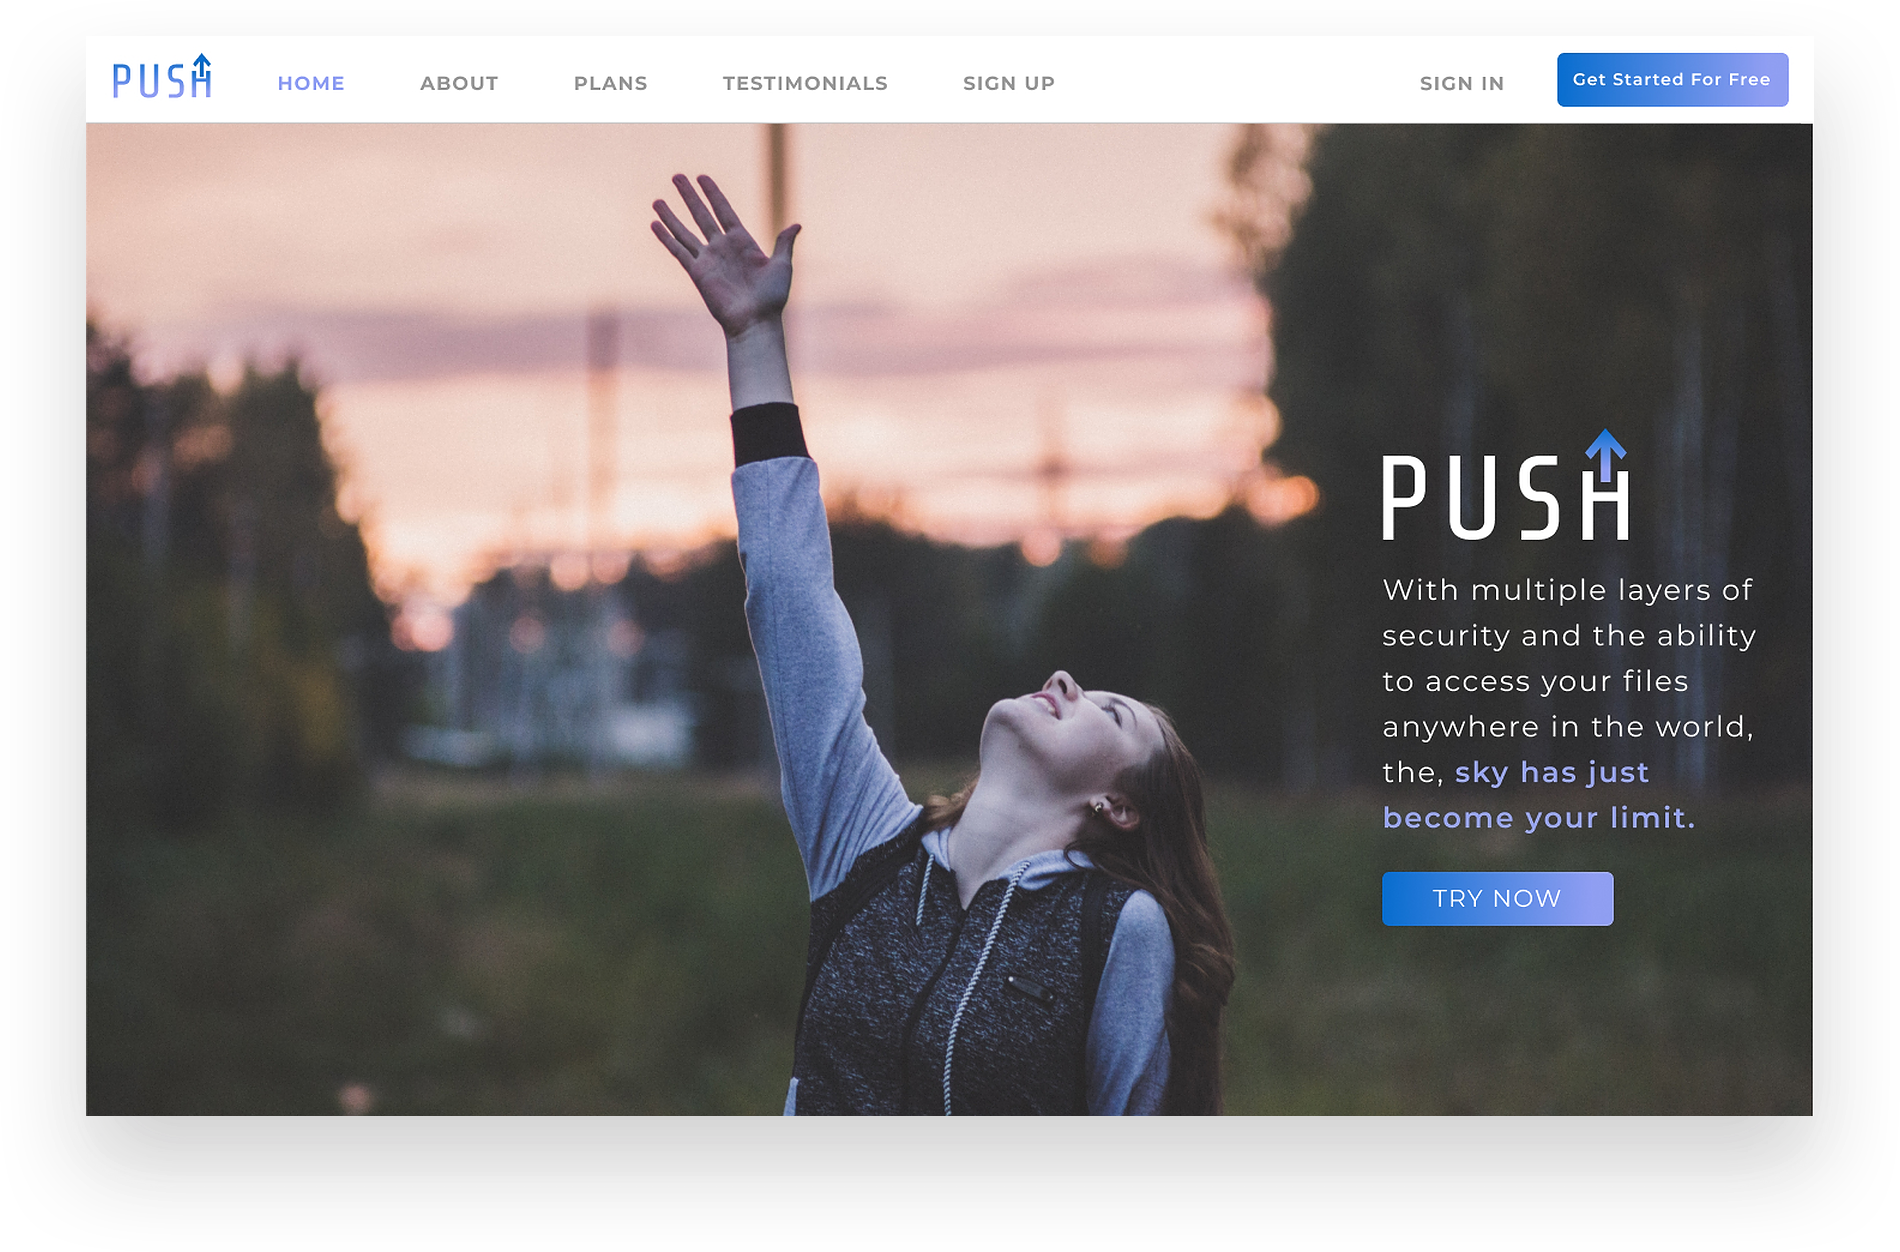 PUSH
HOME ABOUT PLANS TESTIMONIALS SIGN UP SIGN IN Get Started For Free
PUSH
With multiple layers of
security and the ability
to access your files
anywhere in the world,
the, sky has just
become your limit.
TRY NOW